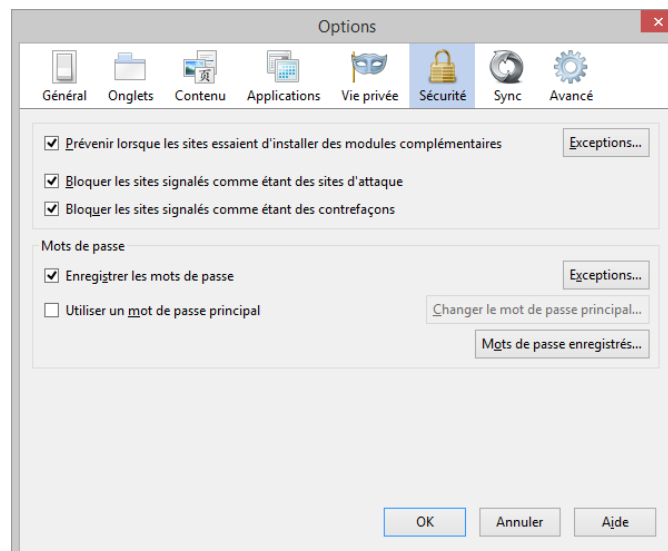 Options
Général Onglets Contenu Applications Vie privée Sécurité Sync Avancé
Prévenir lorsque les sites essaient d'installer des modules complémentaires Exceptions...
Bloquer les sites signalés comme étant des sites d'attaque
Bloquer les sites signalés comme étant des contrefaçons
Mots de passe
Enregistrer les mots de passe Exceptions...
Utiliser un mot de passe principal Changer le mot de passe principal...
Mots de passe enregistrés...
OK Annuler Aide